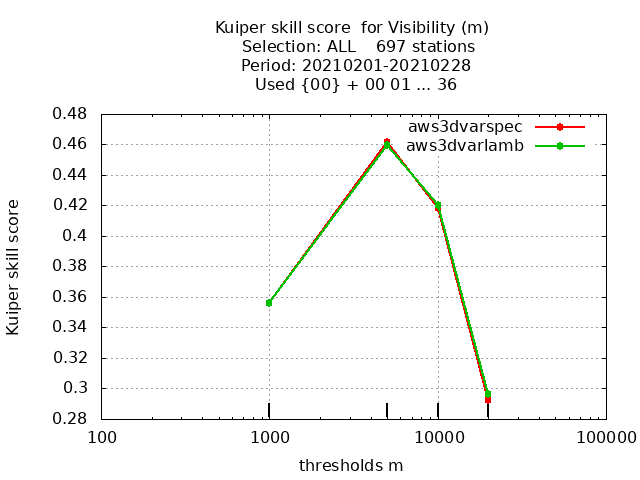 Kuiper skill score  for Visibility (m)
Selection: ALL    697 stations
Period: 20210201-20210228
Used {00} + 00 01 ... 36
0.48
0.46
0.44
0.42
0.4
0.38
0.36
0.34
0.32
0.3
0.28
Kuiper skill score
aws3dvarspec
aws3dvarlamb
100
1000
10000
100000
thresholds m